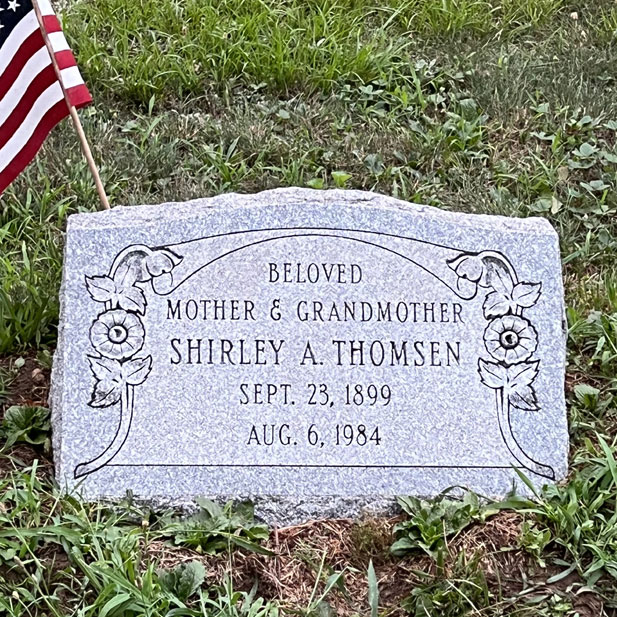 BELOVED
MOTHER & GRANDMOTHER
SHIRLEY A. THOMSEN
SEPT. 23, 1899
AUG. 6, 1984